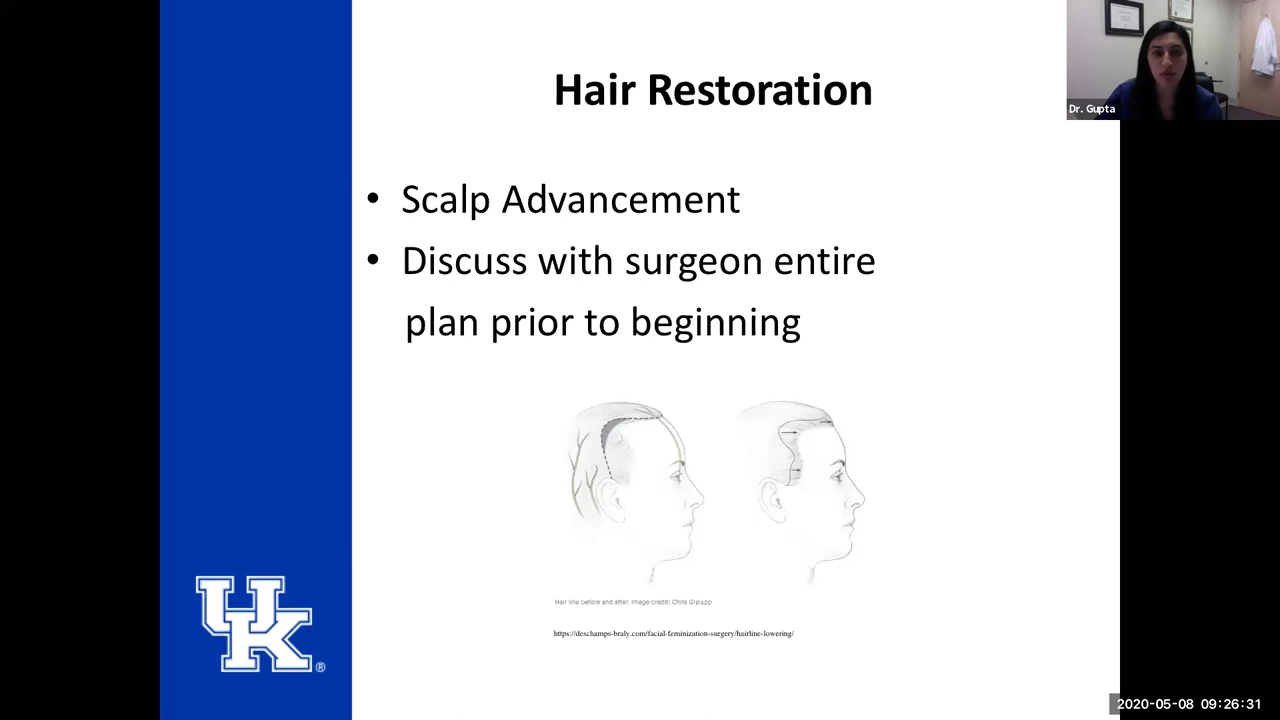 Hair Restoration
Dr. Gupta
• Scalp Advancement
• Discuss with surgeon entire
plan prior to beginning
Hair line before and after. Image credit: Chris Gralapp
https://deschamps-braly.com/facial-feminization-surgery/hairline-lowering/
UK®
2020-05-08 09:26:31